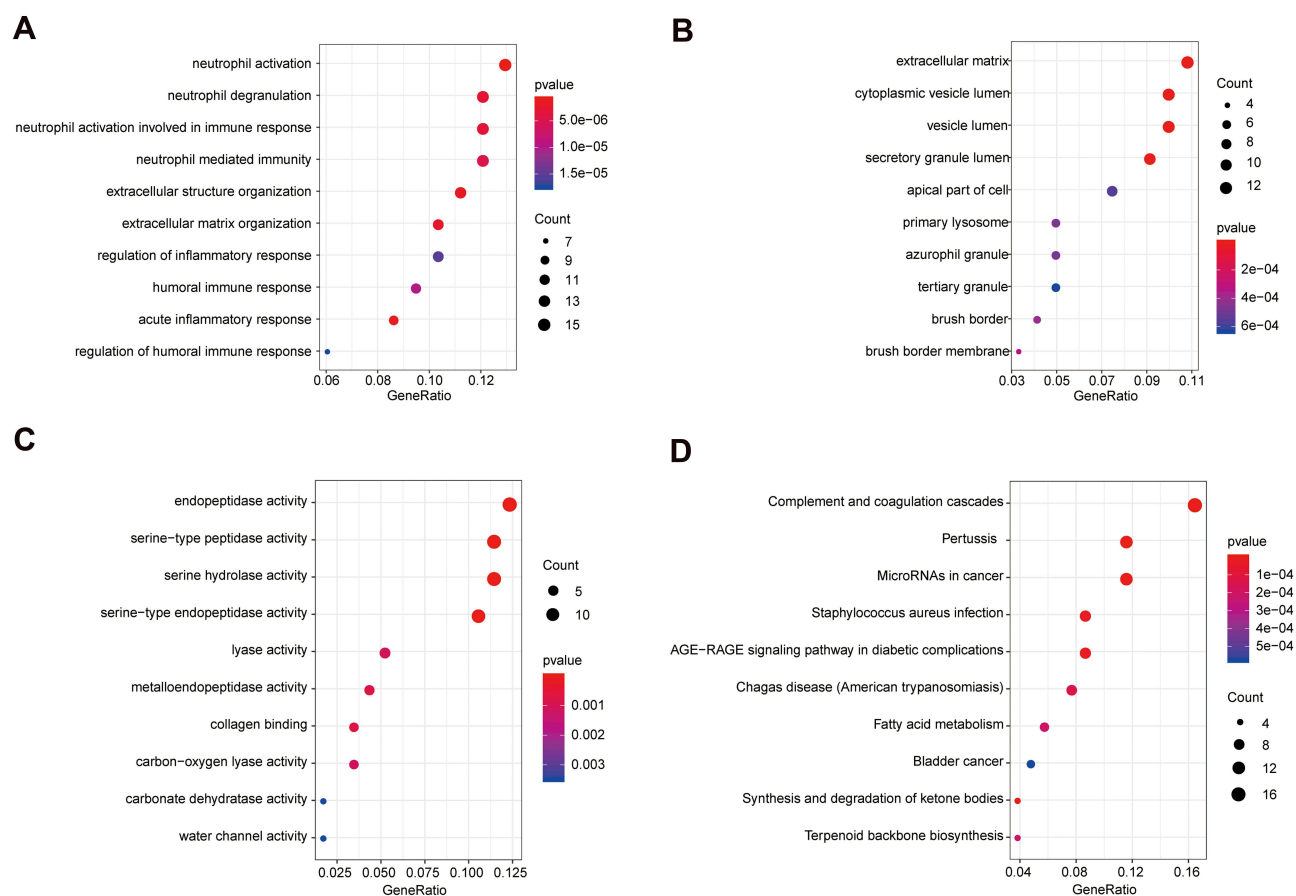 A
neutrophil activation
neutrophil degranulation
neutrophil activation involved in immune response
neutrophil mediated immunity
extracellular structure organization
extracellular matrix organization
regulation of inflammatory response
humoral immune response
acute inflammatory response
regulation of humoral immune response
0.06 0.08 0.10 0.12
GeneRatio
pvalue
5.0e−06
1.0e−05
1.5e−05
Count
7
9
11
13
15
B
extracellular matrix
cytoplasmic vesicle lumen
vesicle lumen
secretory granule lumen
apical part of cell
primary lysosome
azurophil granule
tertiary granule
brush border
brush border membrane
0.03 0.05 0.07 0.09 0.11
GeneRatio
Count
4
6
8
10
12
pvalue
2e−04
4e−04
6e−04
C
endopeptidase activity
serine−type peptidase activity
serine hydrolase activity
serine−type endopeptidase activity
lyase activity
metalloendopeptidase activity
collagen binding
carbon−oxygen lyase activity
carbonate dehydratase activity
water channel activity
0.025 0.050 0.075 0.100 0.125
GeneRatio
Count
5
10
pvalue
0.001
0.002
0.003
D
Complement and coagulation cascades
Pertussis
MicroRNAs in cancer
Staphylococcus aureus infection
AGE−RAGE signaling pathway in diabetic complications
Chagas disease (American trypanosomiasis)
Fatty acid metabolism
Bladder cancer
Synthesis and degradation of ketone bodies
Terpenoid backbone biosynthesis
0.04 0.08 0.12 0.16
GeneRatio
pvalue
1e−04
2e−04
3e−04
4e−04
5e−04
Count
4
8
12
16